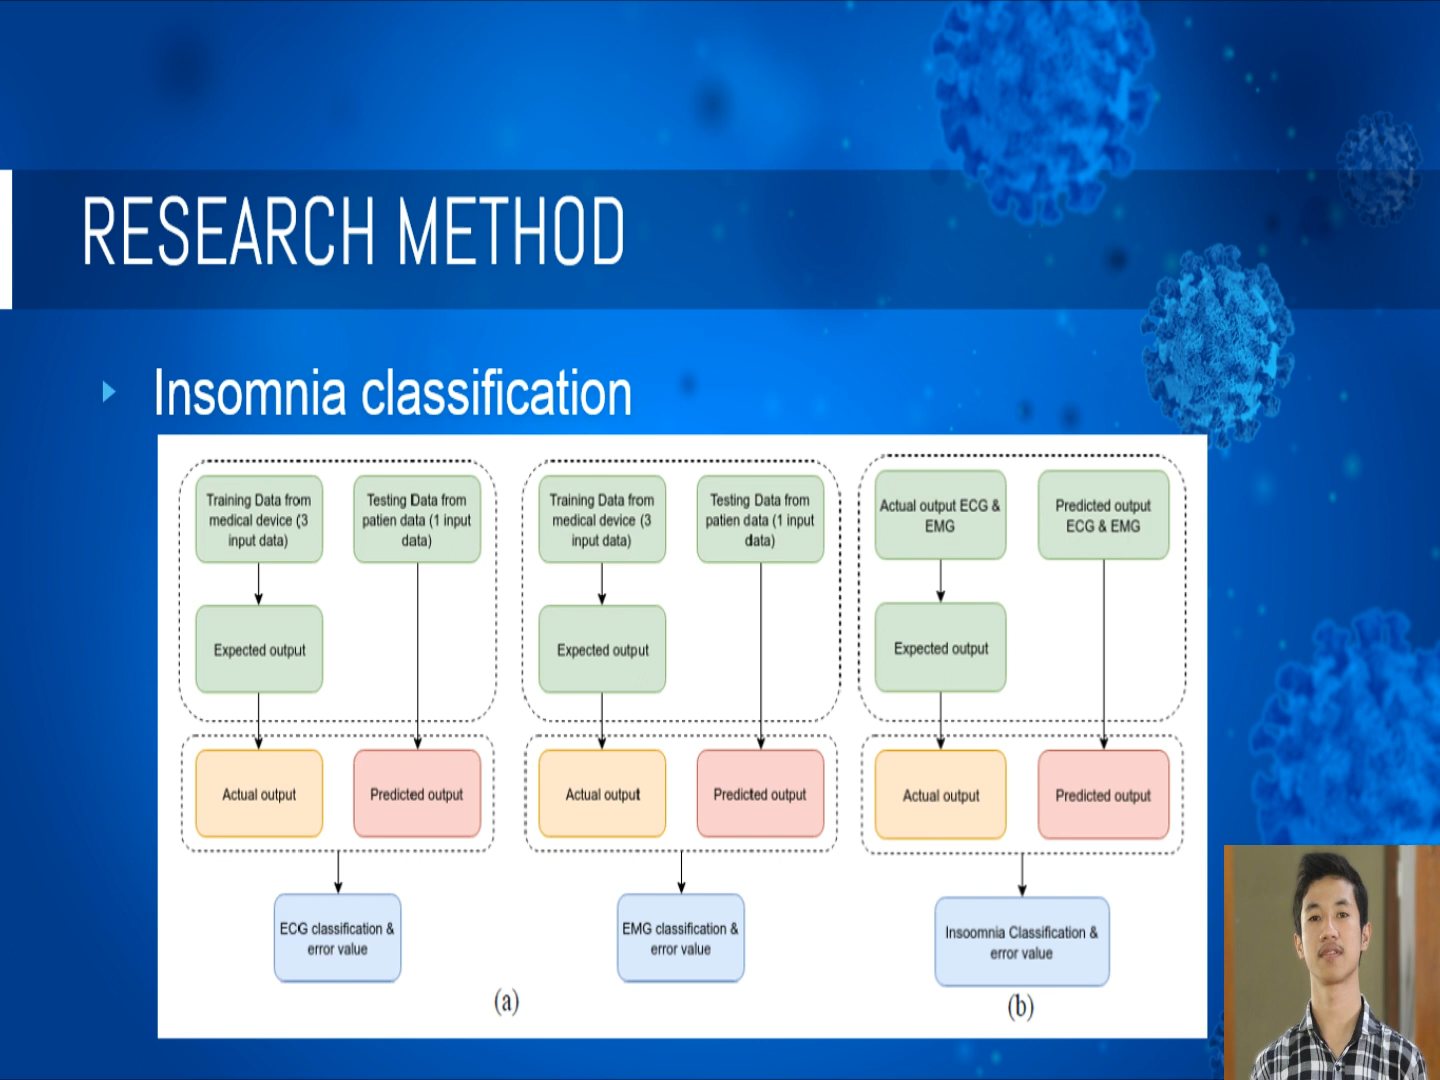 RESEARCH METHOD
Insomnia classification
Training Data from
medical device (3
input data)
Testing Data from
patien data (1 input
data)
Expected output
Actual output
Predicted output
ECG classification &
error value
Training Data from
medical device (3
input data)
Testing Data from
patien data (1 input
data)
Expected output
Actual output
Predicted output
EMG classification &
error value
(a)
Actual output ECG &
EMG
Predicted output
ECG & EMG
Expected output
Actual output
Predicted output
Insoomnia Classification &
error value
(b)